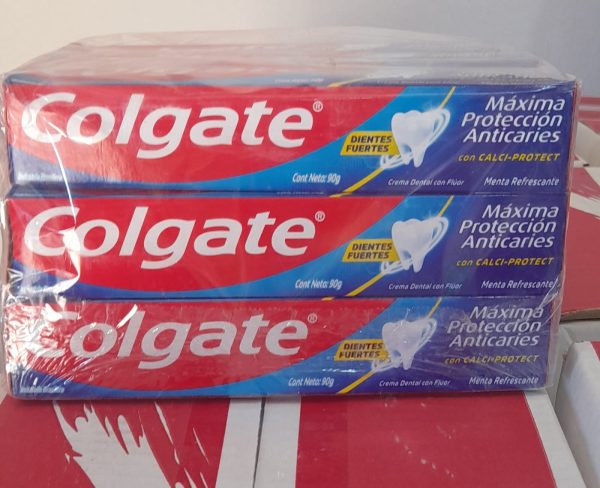 Colgate®
DIENTES
FUERTES
Máxima
Protección
Anticaries
con CALCI-PROTECT
Cont Neto: 90g
Crema Dental con Flúor
Menta Refrescante
Colgate®
DIENTES
FUERTES
Máxima
Protección
Anticaries
con CALCI-PROTECT
Cont Neto: 90g
Crema Dental con Flúor
Menta Refrescante
Colgate®
DIENTES
FUERTES
Máxima
Protección
Anticaries
con CALCI-PROTECT
Cont Neto: 90g
Crema Dental con Flúor
Menta Refrescante